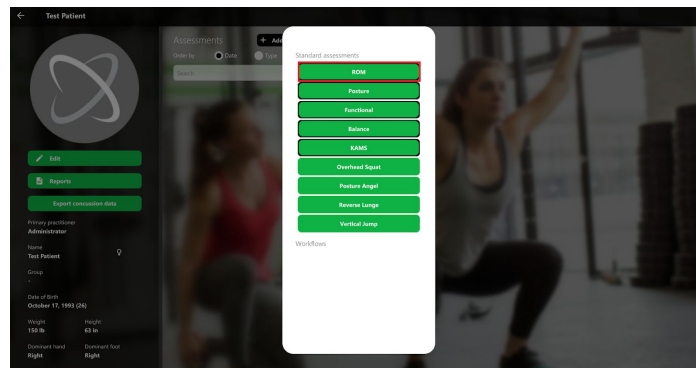 Test Patient
Edit
Reports
Export concussion data
Primary practitioner
Administrator
Name
Test Patient
Group
-
Date of Birth
October 17, 1993 (26)
Weight Height
150 lb 63 in
Dominant hand Dominant foot
Right Right
Assessments + Add
Order by Date Type
Search
Standard assessments
ROM
Posture
Functional
Balance
KAMS
Overhead Squat
Posture Angel
Reverse Lunge
Vertical Jump
Workflows